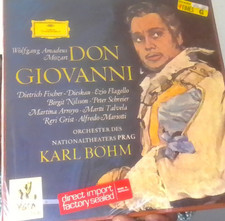 Wolfgang Amadeus
Mozart
DON
GIOVANNI
Dietrich Fischer-Dieskau · Ezio Flagello
Birgit Nilsson · Peter Schreier
Martina Arroyo · Martti Talvela
Reri Grist · Alfredo Mariotti
ORCHESTER DES
NATIONALTHEATERS PRAG
KARL BÖHM
direct import
factory sealed